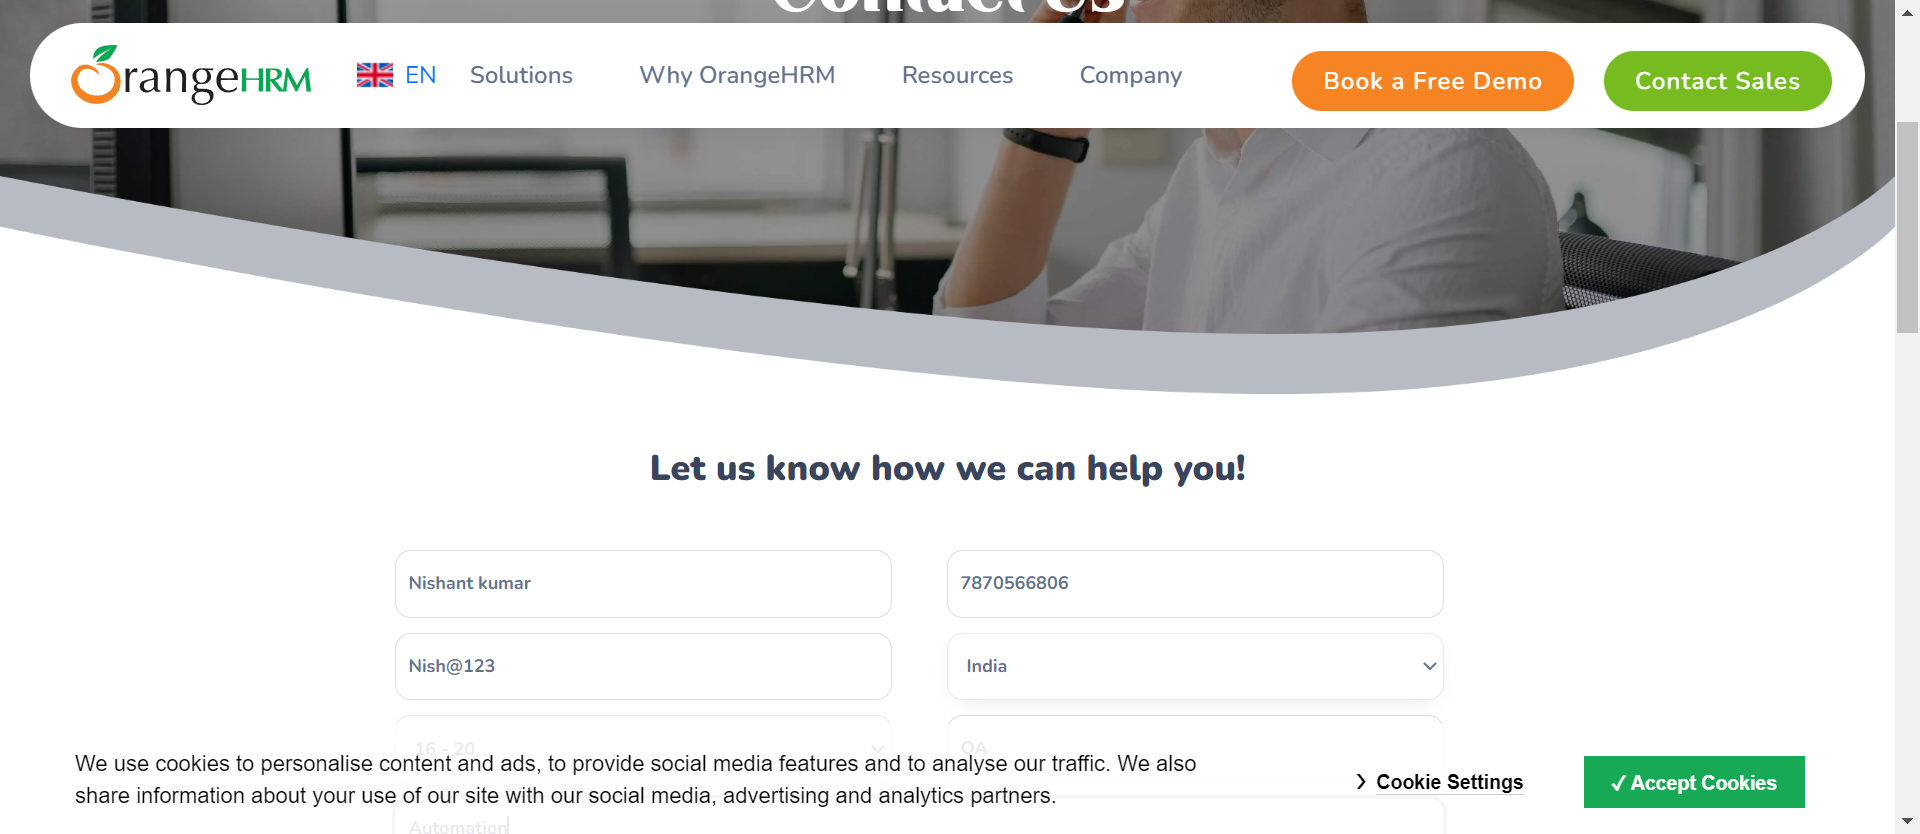 Contact Us
OrangeHRM
EN
Solutions
Why OrangeHRM
Resources
Company
Book a Free Demo
Contact Sales
Let us know how we can help you!
Nishant kumar
7870566806
Nish@123
India
16 - 20
QA
We use cookies to personalise content and ads, to provide social media features and to analyse our traffic. We also
share information about your use of our site with our social media, advertising and analytics partners.
Cookie Settings
✓ Accept Cookies
Automation